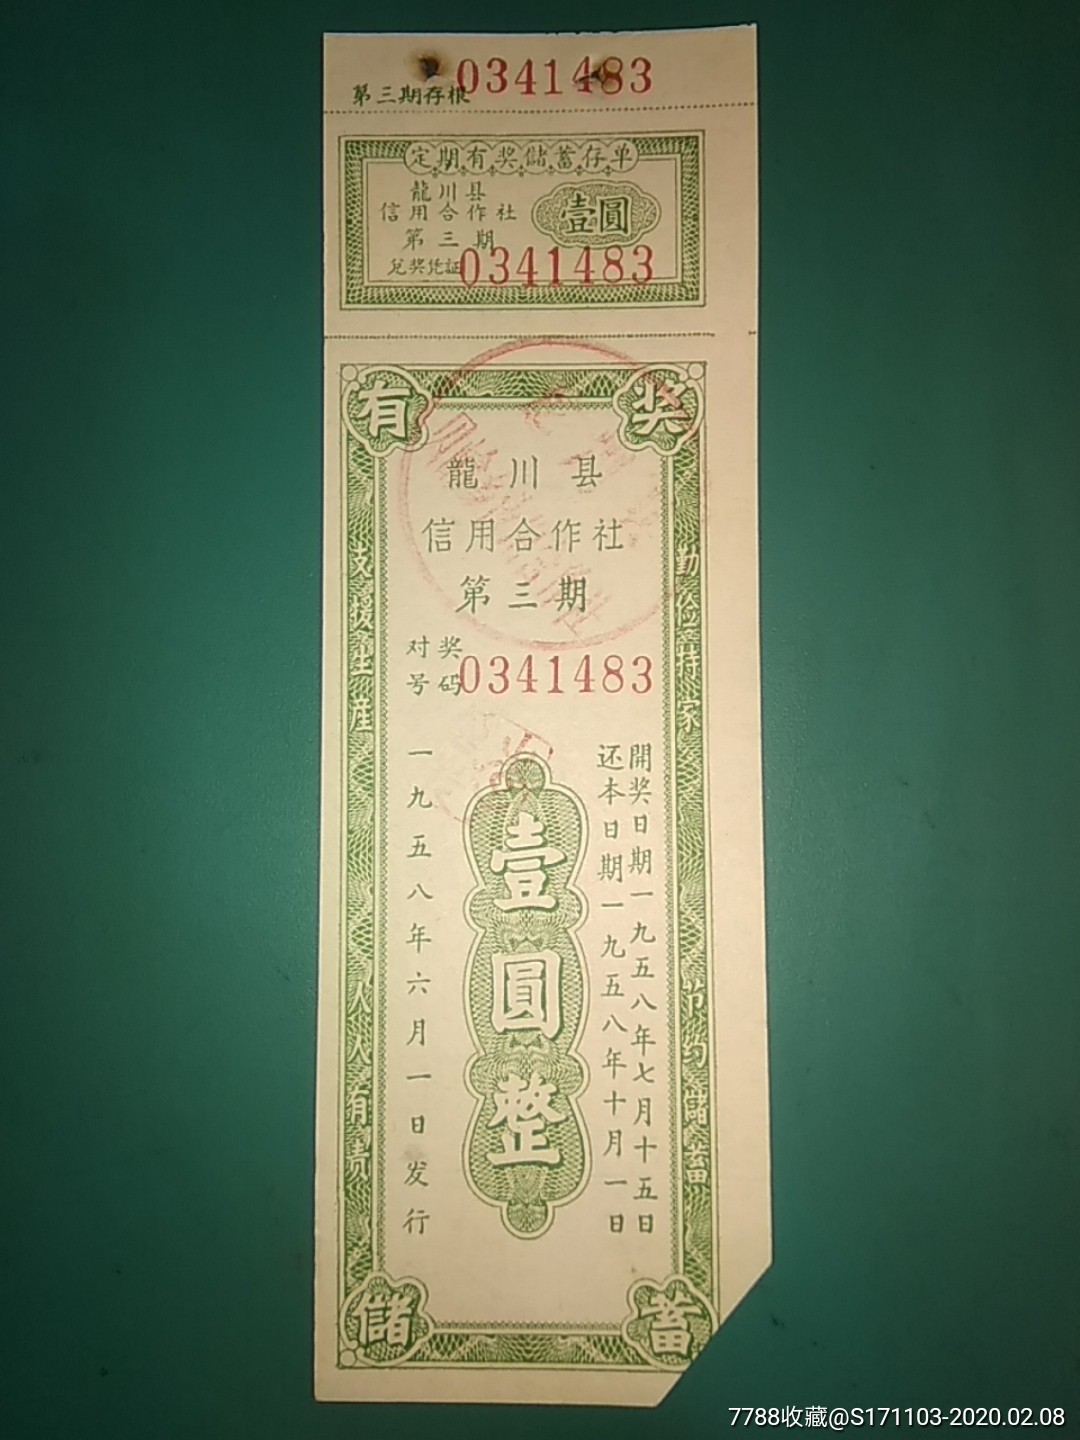 第三期存根 0341483
定期有奖储蓄存单
龍川县
信用合作社
第三期
壹圆
兑奖凭証 0341483
有奖
龍川县
信用合作社
第三期
对奖
号码 0341483
開奖日期一九五八年七月十五日
还本日期一九五八年十月一日
壹圓整
一九五八年六月一日发行
勤俭持家 节约儲蓄
支援生産 人人有责
儲蓄
7788收藏@S171103-2020.02.08